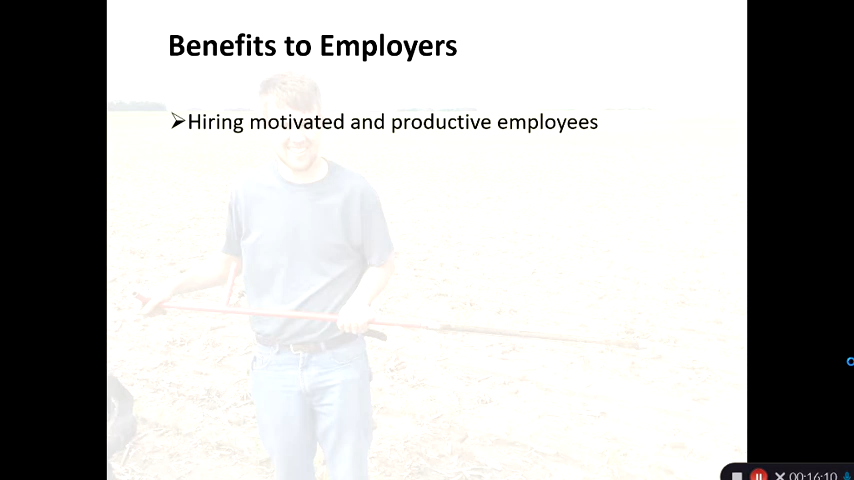 Benefits to Employers
➢Hiring motivated and productive employees
00:16:10